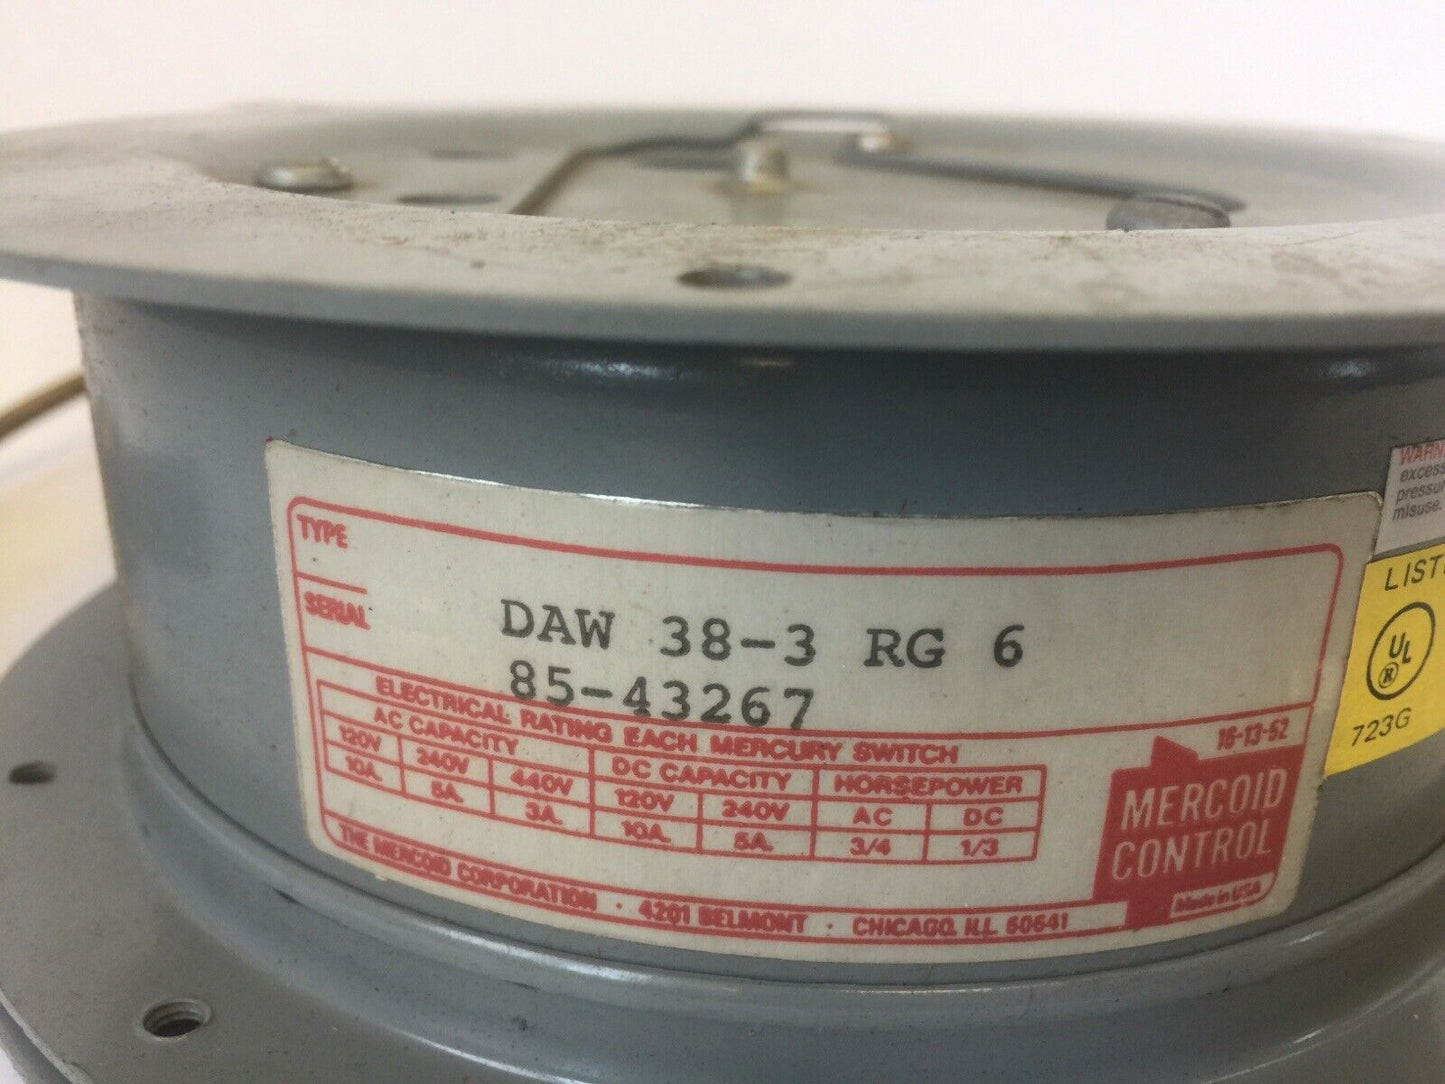 TYPE
SERIAL
DAW 38-3 RG 6
85-43267
ELECTRICAL RATING EACH MERCURY SWITCH
AC CAPACITY DC CAPACITY HORSEPOWER
120V 240V 440V 120V 240V AC DC
10A. 5A. 3A. 10A. 5A. 3/4 1/3
THE MERCOID CORPORATION · 4201 BELMONT · CHICAGO, ILL 60641
16-13-52
MERCOID
CONTROL
Made in USA
WARN
excess
pressur
misuse.
LISTE
UL
®
723G